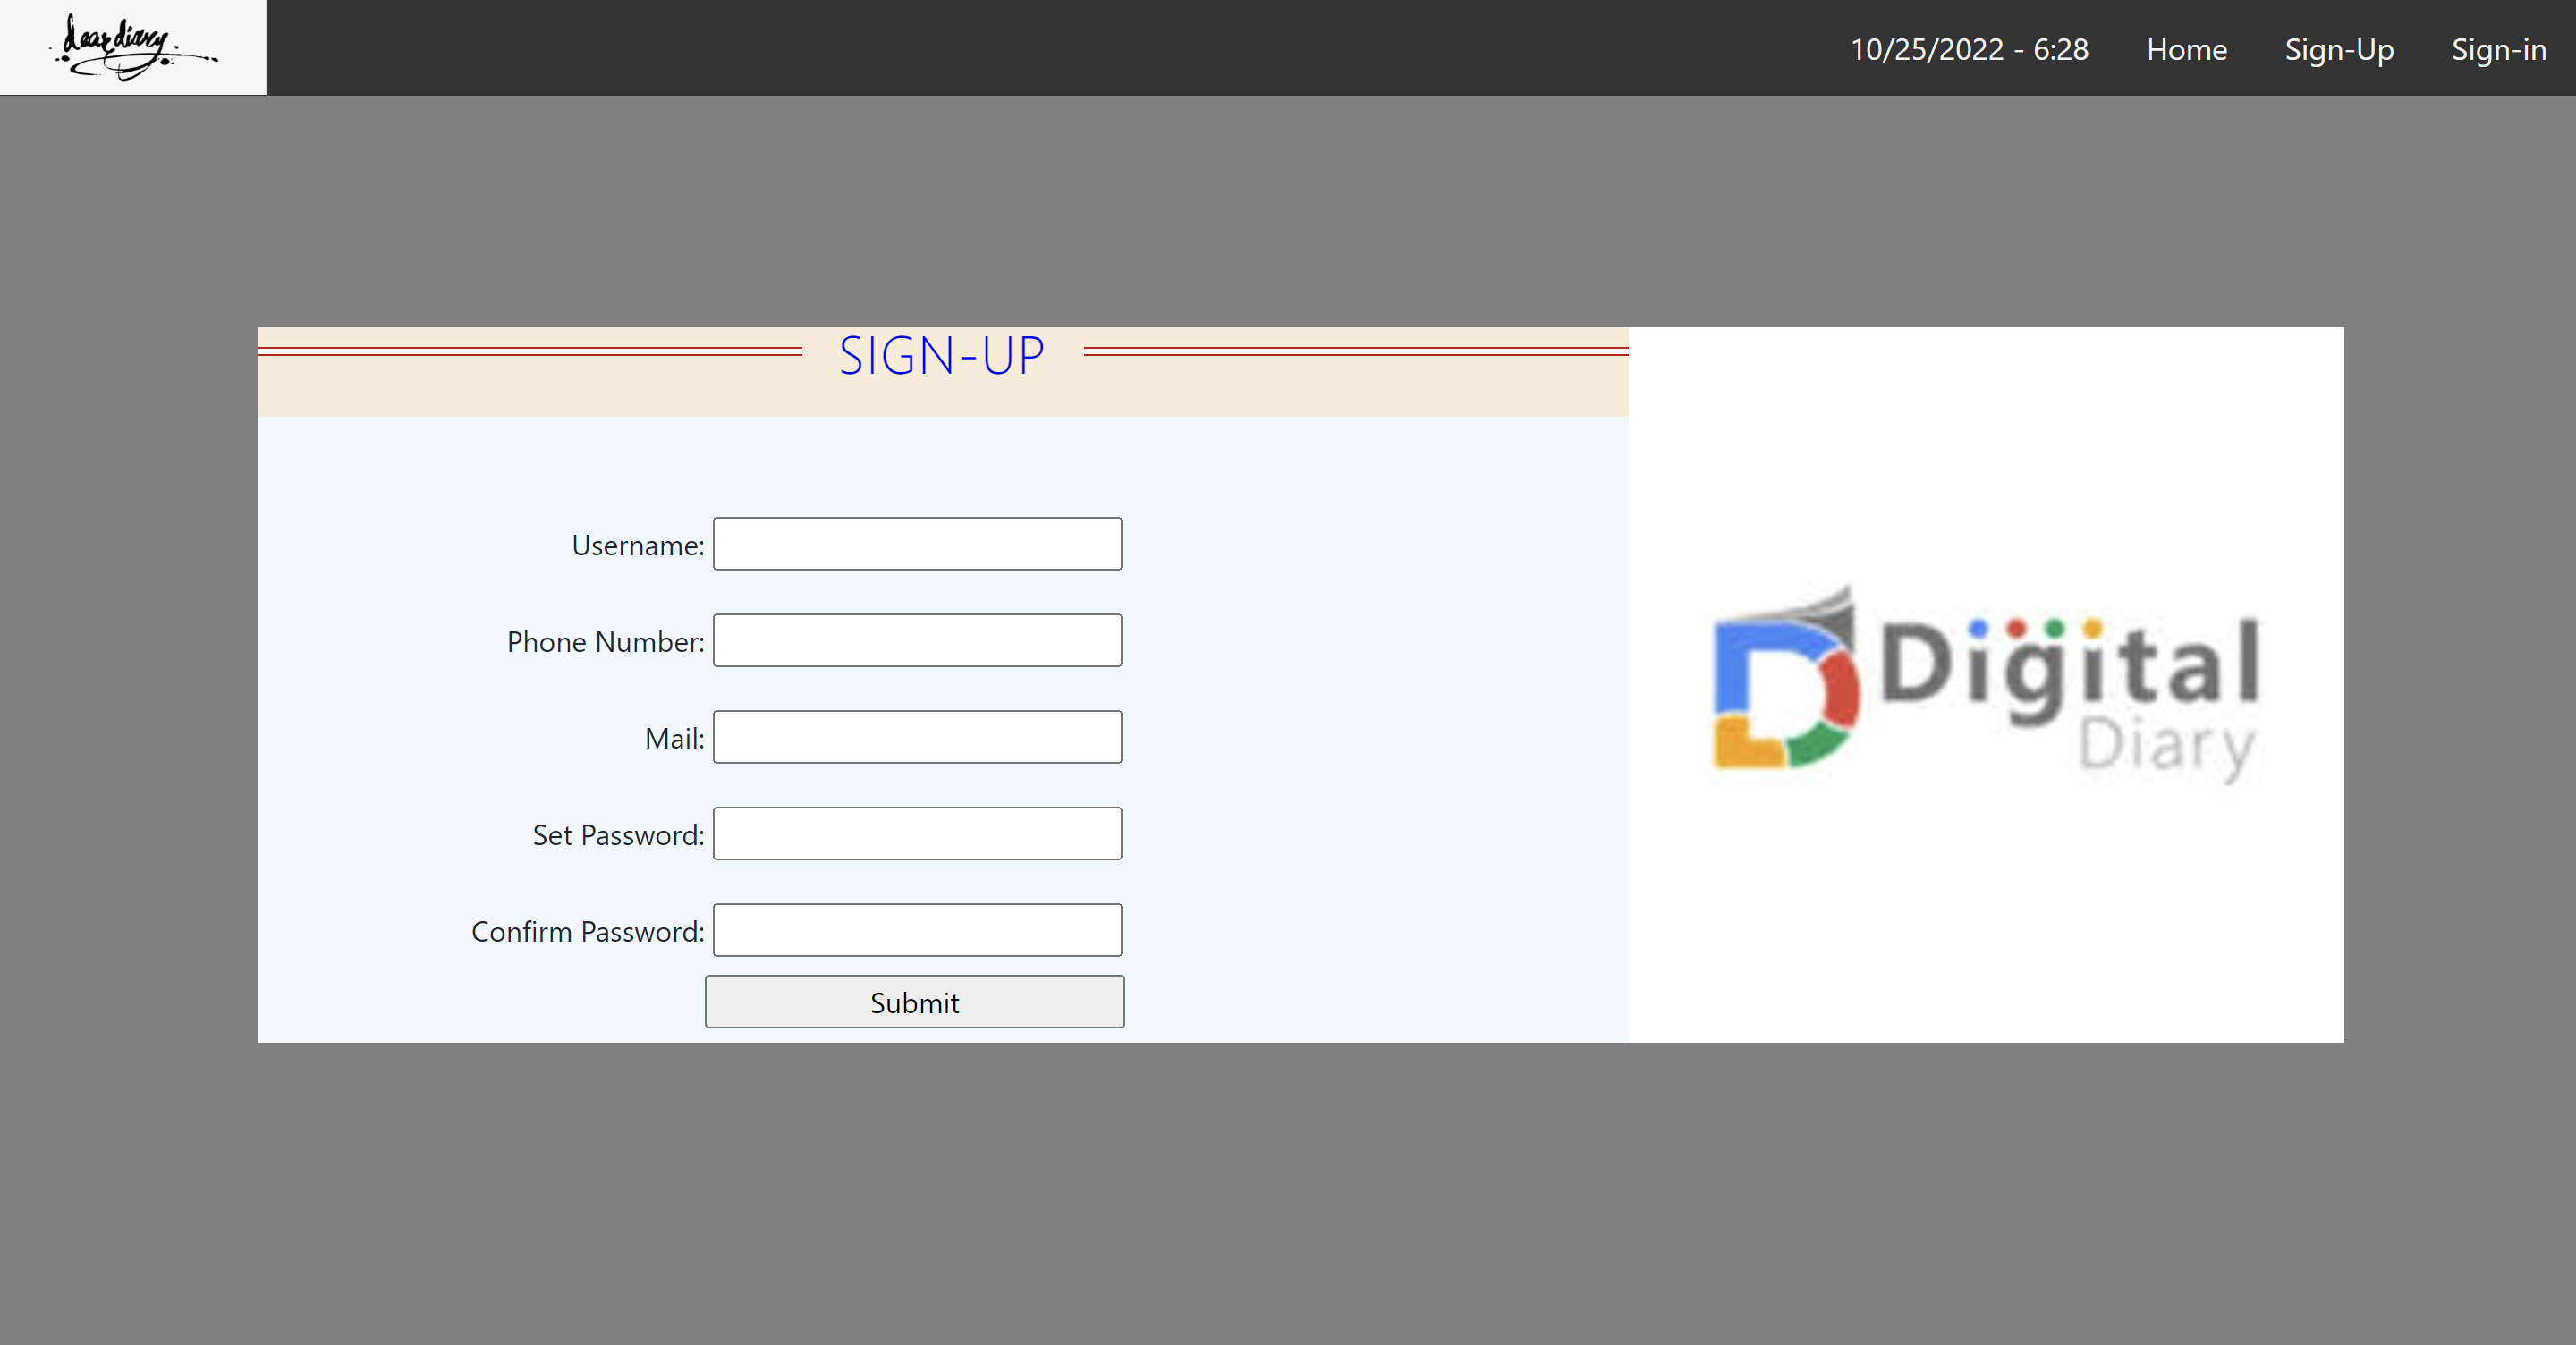 dear diary.
10/25/2022 - 6:28 Home Sign-Up Sign-in
SIGN-UP
Username:
Phone Number:
Mail:
Set Password:
Confirm Password:
Submit
Digital
Diary